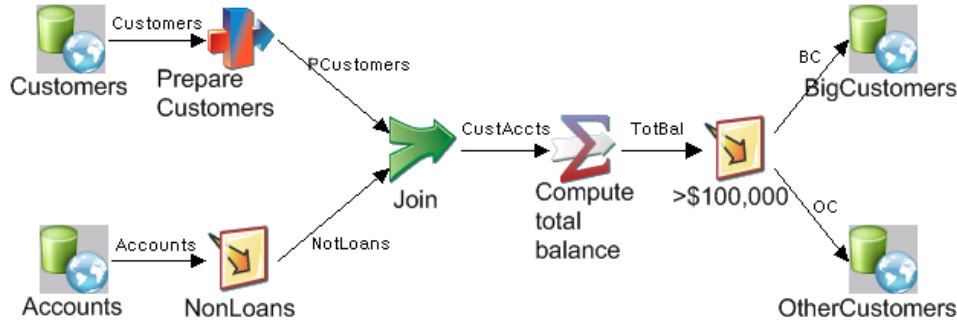 Customers
Customers
Prepare
Customers
PCustomers
Accounts
Accounts
NonLoans
NotLoans
Join
CustAccts
Compute
total
balance
TotBal
>$100,000
BC
BigCustomers
OC
OtherCustomers